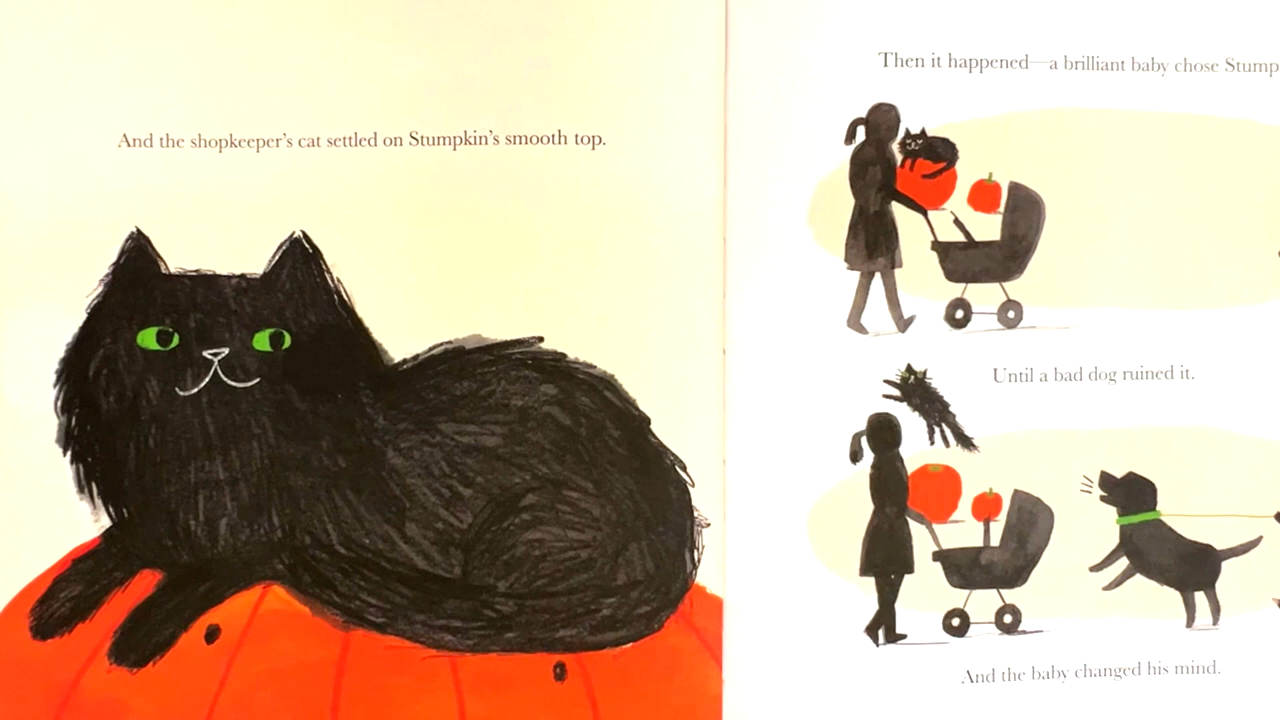 And the shopkeeper's cat settled on Stumpkin's smooth top.
Then it happened—a brilliant baby chose Stump
Until a bad dog ruined it.
And the baby changed his mind.